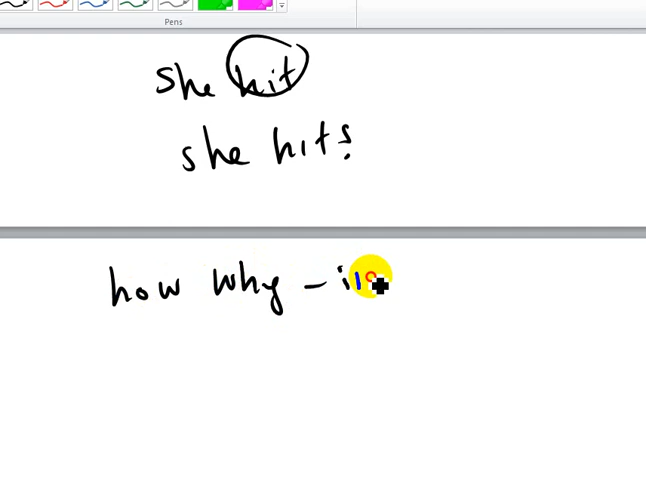 Pens
she hit
she hits
how why –